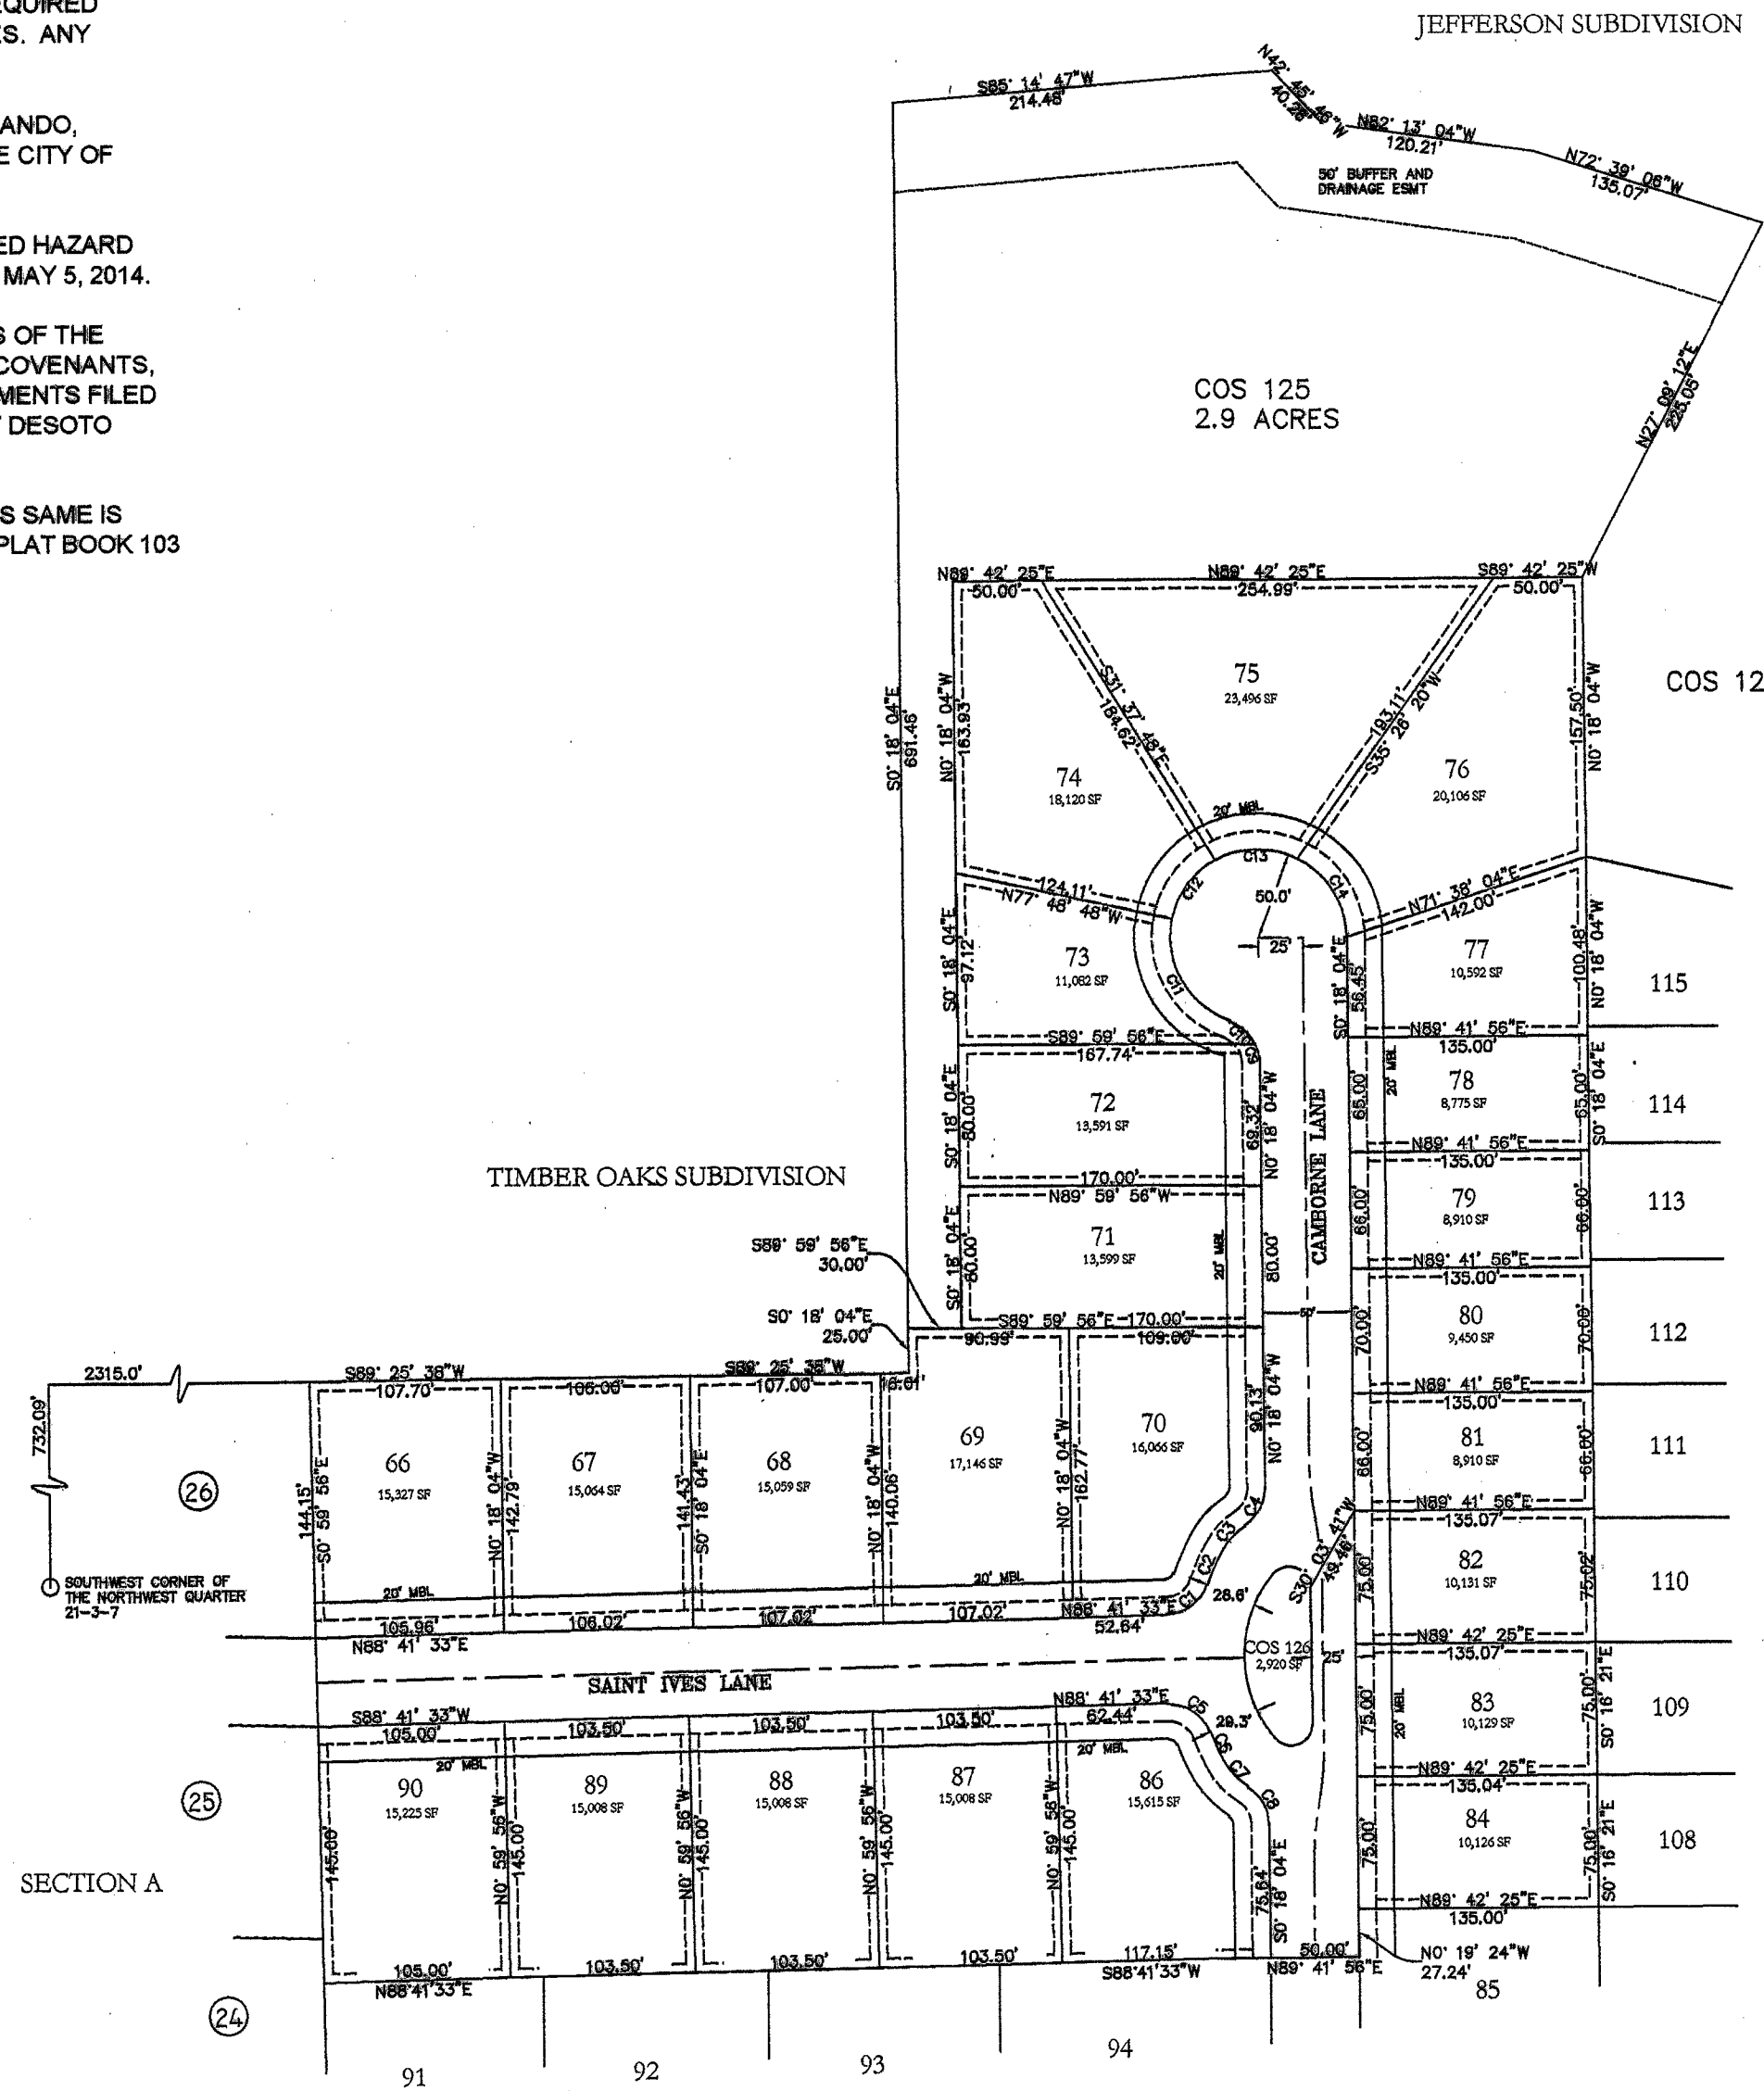 EQUIRED
ES. ANY
ANDO,
E CITY OF
ED HAZARD
MAY 5, 2014.
S OF THE
COVENANTS,
MENTS FILED
DESOTO
S SAME IS
PLAT BOOK 103
JEFFERSON SUBDIVISION
S85° 14' 47"W
214.48'
N42° 45' 46"W
40.26'
N82° 13' 04"W
120.21'
N72° 39' 06"W
135.07'
50' BUFFER AND
DRAINAGE ESMT
N27° 09' 12"E
225.05'
COS 125
2.9 ACRES
N89° 42' 25"E
50.00'
N89° 42' 25"E
254.99'
S89° 42' 25"W
50.00'
S0° 18' 04"E
691.46'
N0° 18' 04"W
163.93'
S31° 37' 48"E
184.62'
75
23,496 SF
193.11'
S35° 26' 20"W
157.50'
N0° 18' 04"W
COS 12
74
18,120 SF
76
20,106 SF
20' MBL
C12
C13
C14
50.0'
25'
124.11'
N77° 48' 48"W
N71° 38' 04"E
142.00'
S0° 18' 04"E
97.12'
73
11,082 SF
C11
C10
C9
S0° 18' 04"E
56.45'
77
10,592 SF
100.48'
N0° 18' 04"W
115
S89° 59' 56"E
167.74'
N89° 41' 56"E
135.00'
S0° 18' 04"E
80.00'
72
13,591 SF
69.32'
N0° 18' 04"W
CAMBORNE LANE
65.00'
20' MBL
78
8,775 SF
65.00'
S0° 18' 04"E
114
TIMBER OAKS SUBDIVISION
170.00'
N89° 59' 56"W
N89° 41' 56"E
135.00'
S0° 18' 04"E
80.00'
71
13,599 SF
20' MBL
80.00'
66.00'
79
8,910 SF
66.00'
113
S89° 59' 56"E
30.00'
S0° 18' 04"E
25.00'
N89° 41' 56"E
135.00'
S89° 59' 56"E 170.00'
90.99'
109.00'
50'
70.00'
80
9,450 SF
70.00'
112
2315.0'
732.09'
S89° 25' 38"W
107.70'
106.00'
S89° 25' 38"W
107.00'
16.01'
N89° 41' 56"E
135.00'
26
144.15'
S0° 59' 56"E
66
15,327 SF
N0° 18' 04"W
142.79'
67
15,064 SF
141.43'
S0° 18' 04"E
68
15,059 SF
N0° 18' 04"W
140.06'
69
17,146 SF
N0° 18' 04"W
162.77'
70
16,066 SF
90.13'
N0° 18' 04"W
66.00'
81
8,910 SF
66.00'
111
N89° 41' 56"E
135.07'
SOUTHWEST CORNER OF
THE NORTHWEST QUARTER
21-3-7
20' MBL
20' MBL
C4
C3
C2
C1
28.6'
S30° 03' 41"W
49.46'
75.00'
82
10,131 SF
75.02'
110
105.96'
N88° 41' 33"E
106.02'
107.02'
107.02'
N88° 41' 33"E
52.64'
COS 126
2,920 SF
25'
N89° 42' 25"E
135.07'
SAINT IVES LANE
S88° 41' 33"W
105.00'
103.50'
103.50'
103.50'
N88° 41' 33"E
62.44'
C5
29.3'
C6
C7
C8
75.00'
20' MBL
83
10,129 SF
75.00'
S0° 16' 21"E
109
N89° 42' 25"E
135.04'
25
20' MBL
20' MBL
90
15,225 SF
89
15,008 SF
88
15,008 SF
87
15,008 SF
86
15,615 SF
145.00'
N0° 59' 56"W
145.00'
N0° 59' 56"W
145.00'
N0° 59' 56"W
145.00'
N0° 59' 56"W
145.00'
75.64'
S0° 18' 04"E
75.00'
84
10,126 SF
75.00'
S0° 16' 21"E
108
SECTION A
N89° 42' 25"E
135.00'
105.00'
N88°41'33"E
103.50'
103.50'
103.50'
117.15'
S88°41'33"W
50.00'
N89° 41' 56"E
N0° 19' 24"W
27.24'
85
24
91
92
93
94